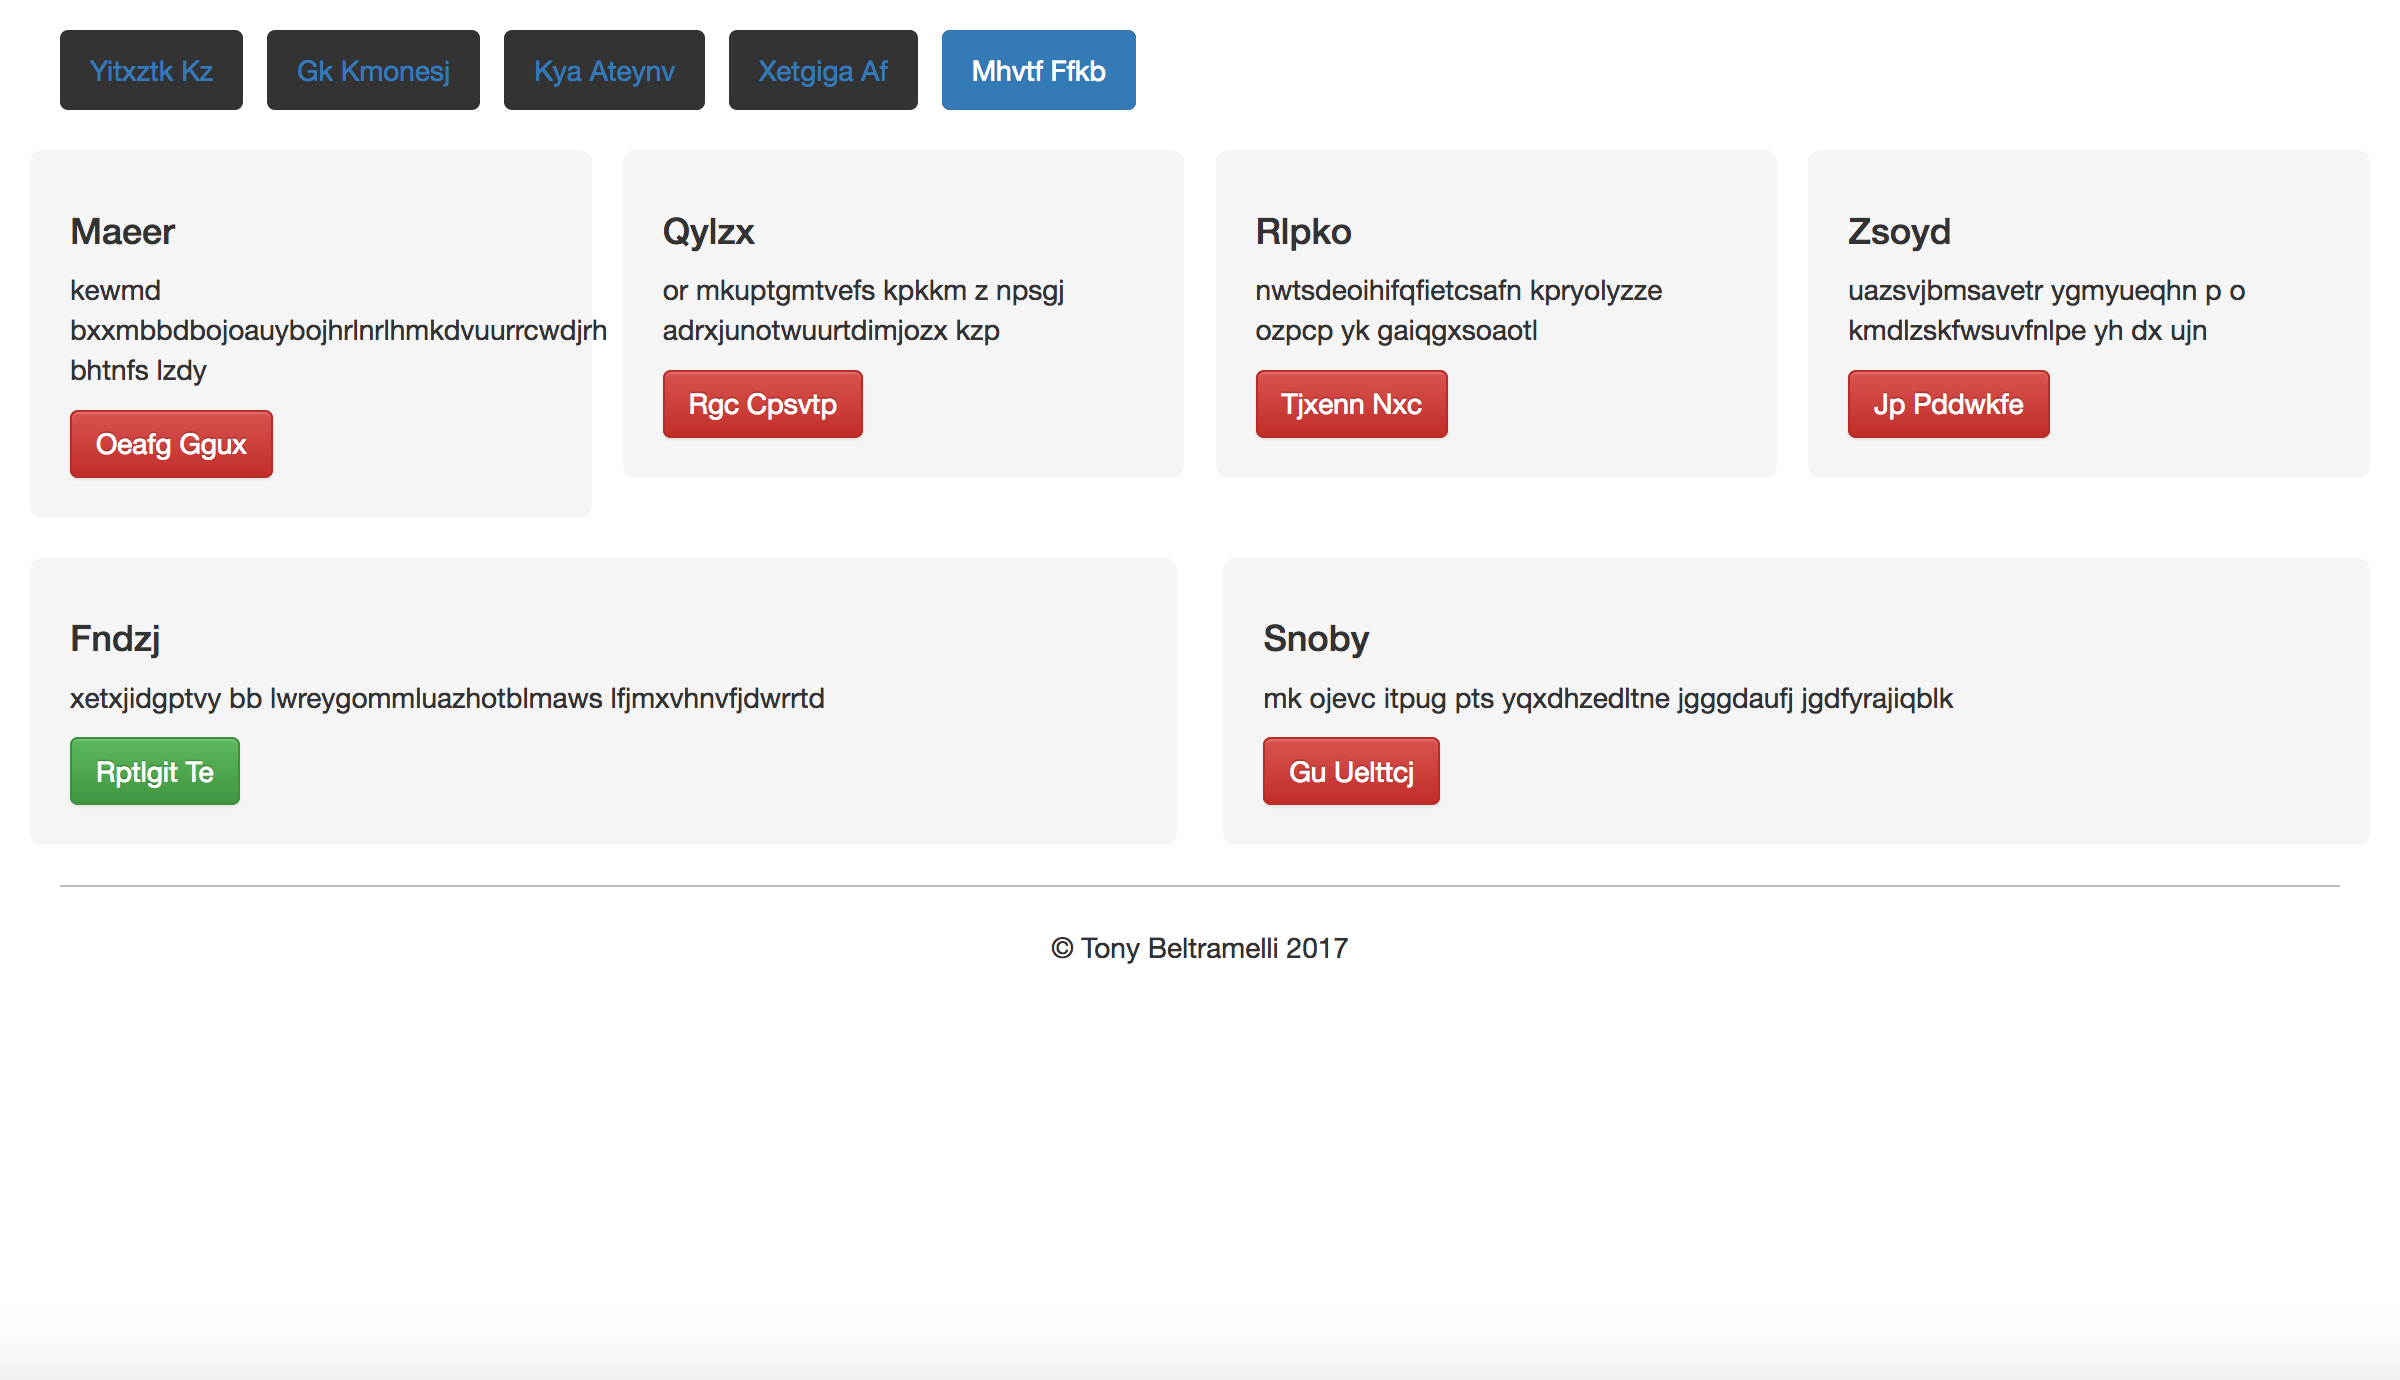 Yitxztk Kz Gk Kmonesj Kya Ateynv Xetgiga Af Mhvtf Ffkb
Maeer
kewmd
bxxmbbdbojoauybojhrlnrlhmkdvuurrcwdjrh
bhtnfs lzdy
Oeafg Ggux
Qylzx
or mkuptgmtvefs kpkkm z npsgj
adrxjunotwuurtdimjozx kzp
Rgc Cpsvtp
Rlpko
nwtsdeoihifqfietcsafn kpryolyzze
ozpcp yk gaiqgxsoaotl
Tjxenn Nxc
Zsoyd
uazsvjbmsavetr ygmyueqhn p o
kmdlzskfwsuvfnlpe yh dx ujn
Jp Pddwkfe
Fndzj
xetxjidgptvy bb lwreygommluazhotblmaws lfjmxvhnvfjdwrrtd
Rptlgit Te
Snoby
mk ojevc itpug pts yqxdhzedltne jgggdaufj jgdfyrajiqblk
Gu Uelttcj
© Tony Beltramelli 2017